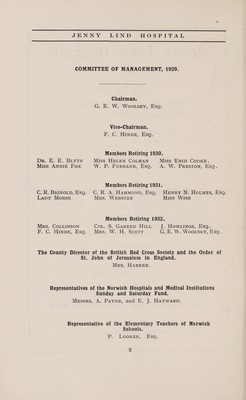 JENNY LIND HOSPITAL
COMMITTEE OF MANAGEMENT, 1929.
Chairman.
G. E. W. WOOLSEY, ESQ.
Vice-Chairman.
F. C. HINDE, ESQ.
Members Retiring 1930.
DR. E. E. BLYTH MISS HELEN COLMAN MISS ENID COOKE,
MISS ANNIE FOX W. P. PURBANK, ESQ. A. W. PRESTON, ESQ.
Members Retiring 1931.
C. R. BIGNOLD, ESQ. C. R. A. HAMMOND, ESQ. HENRY N. HOLMES, ESQ.
LADY MORSE MRS. WEBSTER MISS WISE
Members Retiring 1932.
MRS. COLLINSON COL. S. GARERD HILL J. HOWLINGS, ESQ.
F. C. HINDE, ESQ. MRS. W. H. SCOTT G. E. W. WOOLSEY, ESQ.
The County Director of the British Red Cross Society and the Order of
St. John of Jerusalem in England.
MRS. HARKER.
Representatives of the Norwich Hospitals and Medical Institutions
Sunday and Saturday Fund.
MESSRS. A. PAYNE, and E. J. HAYWARD.
Representative of the Elementary Teachers of Norwich
Schools.
P. LOOKER, ESQ.
2